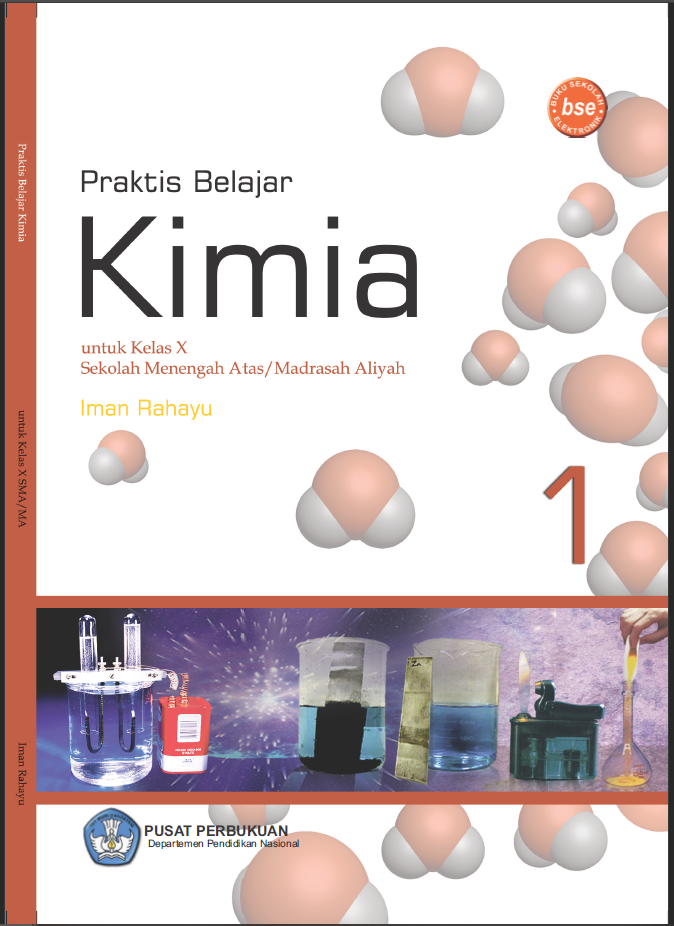 Praktis Belajar Kimia
untuk Kelas X SMA/MA
Iman Rahayu
BUKU SEKOLAH
bse
ELEKTRONIK
Praktis Belajar
Kimia
untuk Kelas X
Sekolah Menengah Atas/Madrasah Aliyah
Iman Rahayu
1
Zn
PUSAT PERBUKUAN
Departemen Pendidikan Nasional